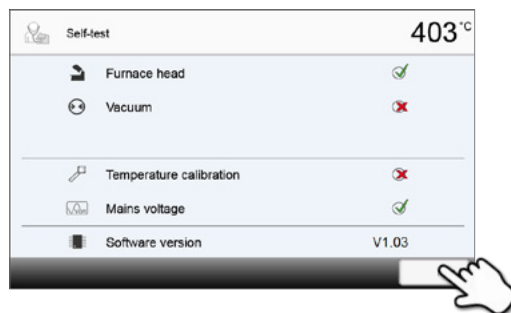 Self-test 403 °C
Furnace head
Vacuum
Temperature calibration
Mains voltage
Software version V1.03